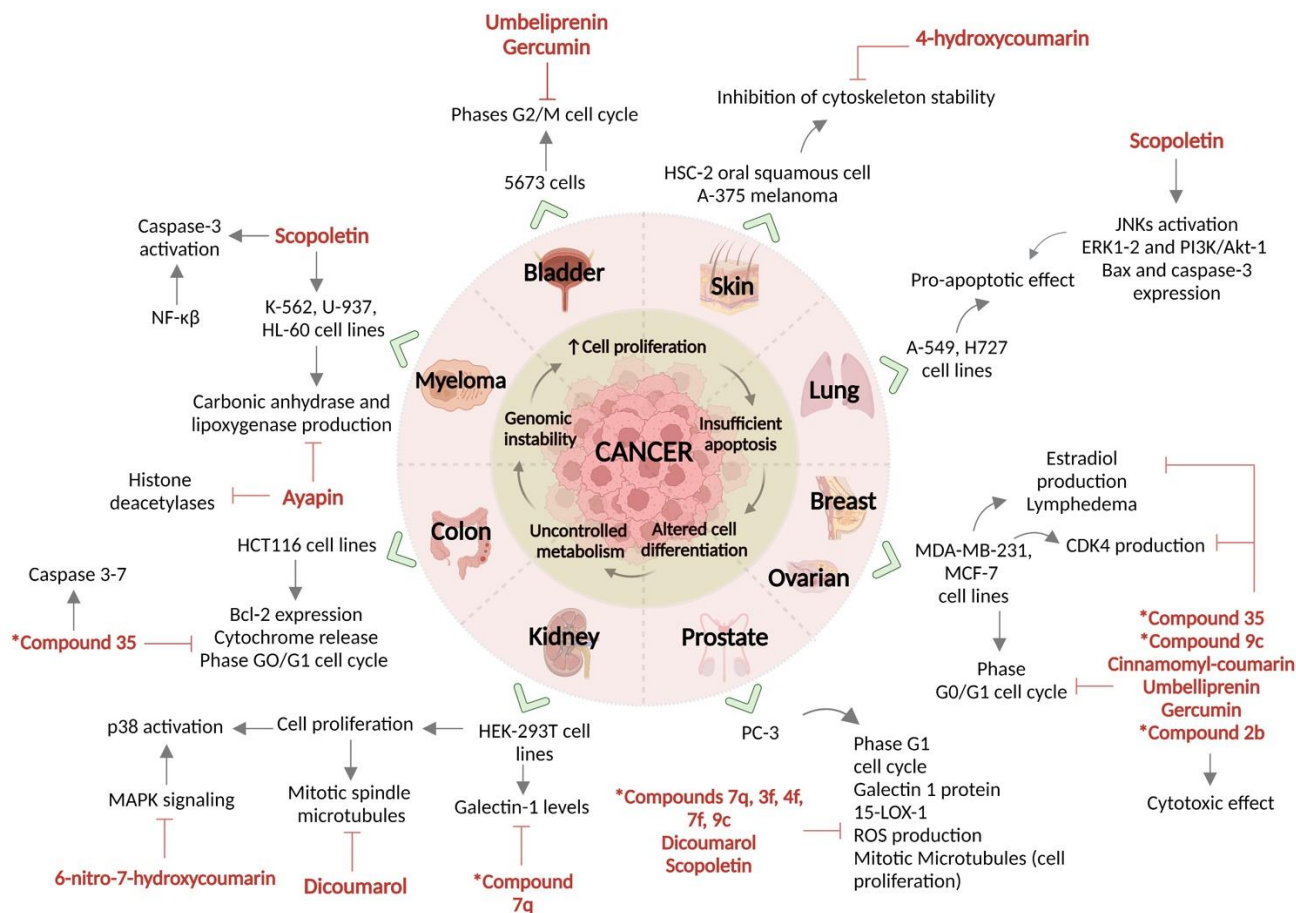 Umbeliprenin
Gercumin
Phases G2/M cell cycle
5673 cells
4-hydroxycoumarin
Inhibition of cytoskeleton stability
HSC-2 oral squamous cell
A-375 melanoma
Scopoletin
JNKs activation
ERK1-2 and PI3K/Akt-1
Bax and caspase-3
expression
Pro-apoptotic effect
A-549, H727
cell lines
Caspase-3
activation
Scopoletin
NF-κβ
K-562, U-937,
HL-60 cell lines
Carbonic anhydrase and
lipoxygenase production
Histone
deacetylases
Ayapin
Bladder
Skin
Myeloma
Lung
Colon
Breast
Ovarian
Kidney
Prostate
↑ Cell proliferation
Genomic
instability
Insufficient
apoptosis
CANCER
Uncontrolled
metabolism
Altered cell
differentiation
Estradiol
production
Lymphedema
CDK4 production
MDA-MB-231,
MCF-7
cell lines
Phase
G0/G1 cell cycle
*Compound 35
*Compound 9c
Cinnamomyl-coumarin
Umbelliprenin
Gercumin
*Compound 2b
Cytotoxic effect
HCT116 cell lines
Caspase 3-7
*Compound 35
Bcl-2 expression
Cytochrome release
Phase GO/G1 cell cycle
p38 activation
Cell proliferation
HEK-293T cell
lines
MAPK signaling
Mitotic spindle
microtubules
Galectin-1 levels
6-nitro-7-hydroxycoumarin
Dicoumarol
*Compound
7q
PC-3
*Compounds 7q, 3f, 4f,
7f, 9c
Dicoumarol
Scopoletin
Phase G1
cell cycle
Galectin 1 protein
15-LOX-1
ROS production
Mitotic Microtubules (cell
proliferation)